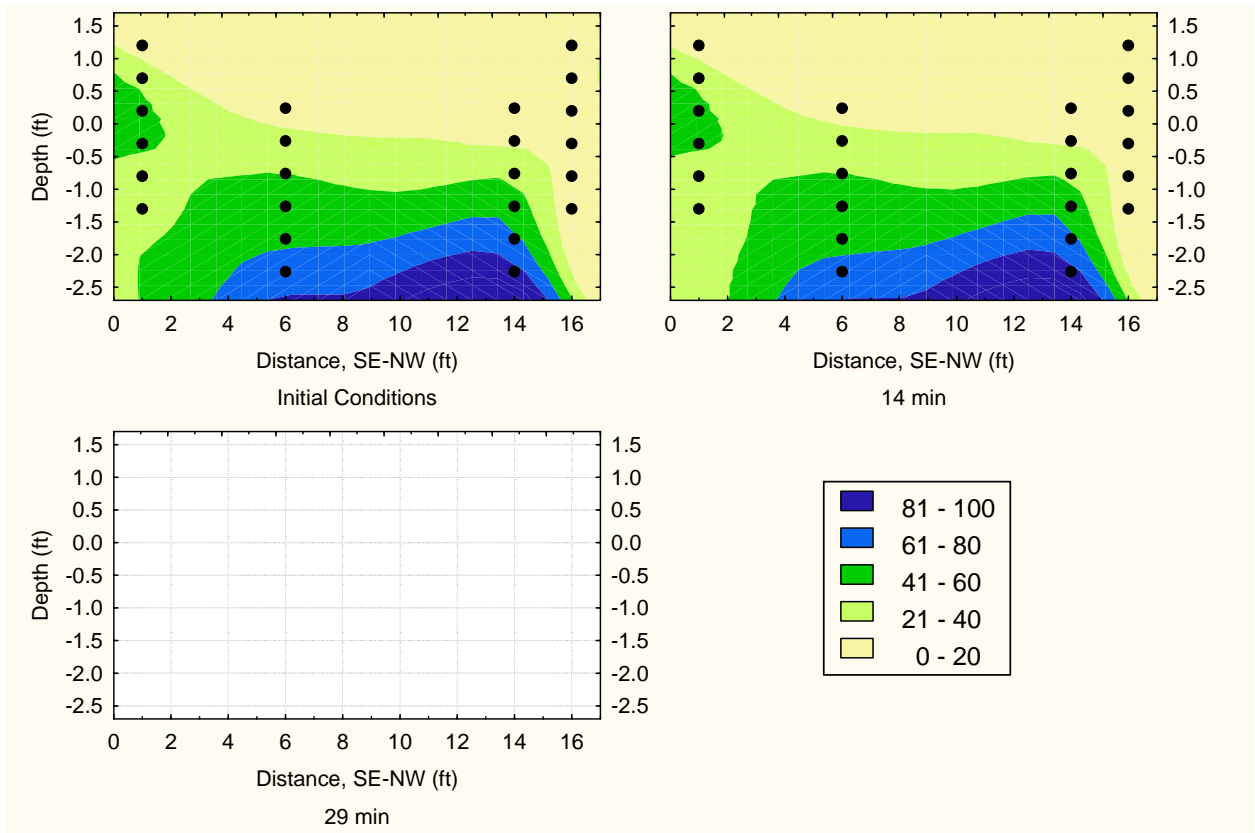 1.5 1.5
1.0 1.0
0.5 0.5
0.0 0.0
-0.5 -0.5
-1.0 -1.0
-1.5 -1.5
-2.0 -2.0
-2.5 -2.5
Depth (ft)
0 2 4 6 8 10 12 14 16 0 2 4 6 8 10 12 14 16
Distance, SE-NW (ft) Distance, SE-NW (ft)
Initial Conditions 14 min
1.5 1.5
1.0 1.0
0.5 0.5
0.0 0.0
-0.5 -0.5
-1.0 -1.0
-1.5 -1.5
-2.0 -2.0
-2.5 -2.5
Depth (ft)
0 2 4 6 8 10 12 14 16
Distance, SE-NW (ft)
29 min
81 - 100
61 - 80
41 - 60
21 - 40
0 - 20